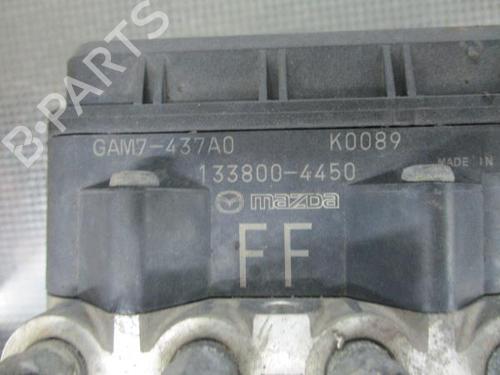 B-PARTS
GAM7-437A0 K0089
133800-4450 MADE IN
mazda
FF